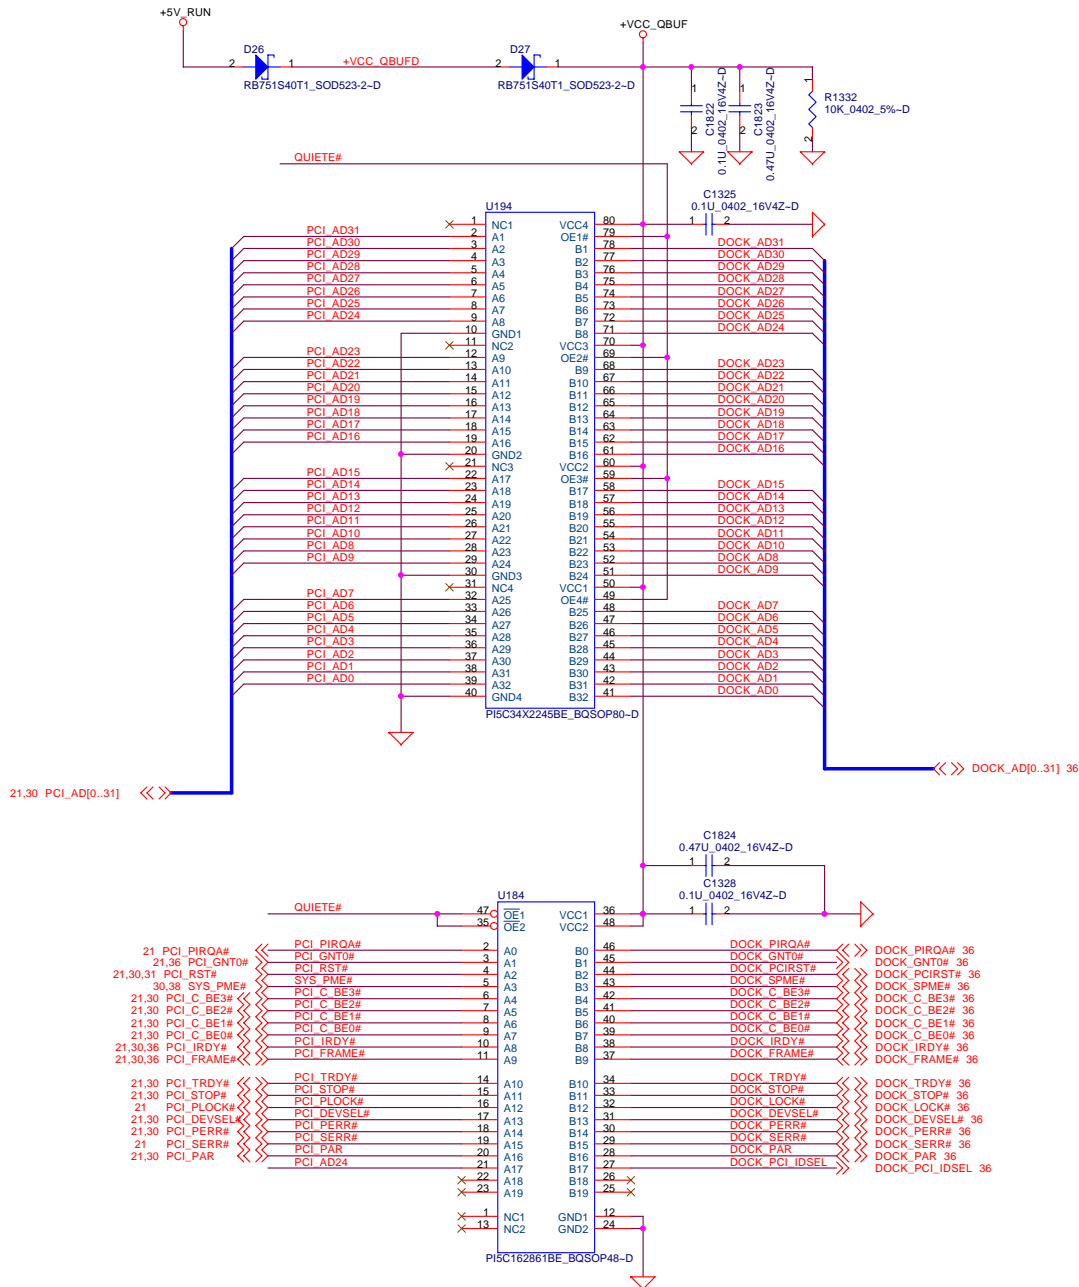 +5V_RUN
+VCC_QBUF
D26
2
1
+VCC_QBUFD
D27
2
1
RB751S40T1_SOD523-2~D
RB751S40T1_SOD523-2~D
1
2
C1822
0.1U_0402_16V4Z~D
1
2
C1823
0.47U_0402_16V4Z~D
1
2
R1332
10K_0402_5%~D
QUIETE#
C1325
0.1U_0402_16V4Z~D
U194
1 NC1 VCC4 80 1 2
PCI_AD31 2 A1 OE1# 79
PCI_AD30 3 A2 B1 78 DOCK_AD31
PCI_AD29 4 A3 B2 77 DOCK_AD30
PCI_AD28 5 A4 B3 76 DOCK_AD29
PCI_AD27 6 A5 B4 75 DOCK_AD28
PCI_AD26 7 A6 B5 74 DOCK_AD27
PCI_AD25 8 A7 B6 73 DOCK_AD26
PCI_AD24 9 A8 B7 72 DOCK_AD25
10 GND1 B8 71 DOCK_AD24
11 NC2 VCC3 70
PCI_AD23 12 A9 OE2# 69
PCI_AD22 13 A10 B9 68 DOCK_AD23
PCI_AD21 14 A11 B10 67 DOCK_AD22
PCI_AD20 15 A12 B11 66 DOCK_AD21
PCI_AD19 16 A13 B12 65 DOCK_AD20
PCI_AD18 17 A14 B13 64 DOCK_AD19
PCI_AD17 18 A15 B14 63 DOCK_AD18
PCI_AD16 19 A16 B15 62 DOCK_AD17
20 GND2 B16 61 DOCK_AD16
21 NC3 VCC2 60
PCI_AD15 22 A17 OE3# 59
PCI_AD14 23 A18 B17 58 DOCK_AD15
PCI_AD13 24 A19 B18 57 DOCK_AD14
PCI_AD12 25 A20 B19 56 DOCK_AD13
PCI_AD11 26 A21 B20 55 DOCK_AD12
PCI_AD10 27 A22 B21 54 DOCK_AD11
PCI_AD8 28 A23 B22 53 DOCK_AD10
PCI_AD9 29 A24 B23 52 DOCK_AD8
30 GND3 B24 51 DOCK_AD9
31 NC4 VCC1 50
PCI_AD7 32 A25 OE4# 49
PCI_AD6 33 A26 B25 48 DOCK_AD7
PCI_AD5 34 A27 B26 47 DOCK_AD6
PCI_AD4 35 A28 B27 46 DOCK_AD5
PCI_AD3 36 A29 B28 45 DOCK_AD4
PCI_AD2 37 A30 B29 44 DOCK_AD3
PCI_AD1 38 A31 B30 43 DOCK_AD2
PCI_AD0 39 A32 B31 42 DOCK_AD1
40 GND4 B32 41 DOCK_AD0
PI5C34X2245BE_BQSOP80~D
DOCK_AD[0..31] 36
21,30 PCI_AD[0..31]
C1824
0.47U_0402_16V4Z~D
1 2
C1328
0.1U_0402_16V4Z~D
U184
QUIETE# 47 OE1 VCC1 36 1 2
35 OE2 VCC2 48
21 PCI_PIRQA# PCI_PIRQA# 2 A0 B0 46 DOCK_PIRQA# DOCK_PIRQA# 36
21,36 PCI_GNT0# PCI_GNT0# 3 A1 B1 45 DOCK_GNT0# DOCK_GNT0# 36
21,30,31 PCI_RST# PCI_RST# 4 A2 B2 44 DOCK_PCIRST# DOCK_PCIRST# 36
30,38 SYS_PME# SYS_PME# 5 A3 B3 43 DOCK_SPME# DOCK_SPME# 36
21,30 PCI_C_BE3# PCI_C_BE3# 6 A4 B4 42 DOCK_C_BE3# DOCK_C_BE3# 36
21,30 PCI_C_BE2# PCI_C_BE2# 7 A5 B5 41 DOCK_C_BE2# DOCK_C_BE2# 36
21,30 PCI_C_BE1# PCI_C_BE1# 8 A6 B6 40 DOCK_C_BE1# DOCK_C_BE1# 36
21,30 PCI_C_BE0# PCI_C_BE0# 9 A7 B7 39 DOCK_C_BE0# DOCK_C_BE0# 36
21,30,36 PCI_IRDY# PCI_IRDY# 10 A8 B8 38 DOCK_IRDY# DOCK_IRDY# 36
21,30,36 PCI_FRAME# PCI_FRAME# 11 A9 B9 37 DOCK_FRAME# DOCK_FRAME# 36
21,30 PCI_TRDY# PCI_TRDY# 14 A10 B10 34 DOCK_TRDY# DOCK_TRDY# 36
21,30 PCI_STOP# PCI_STOP# 15 A11 B11 33 DOCK_STOP# DOCK_STOP# 36
21 PCI_PLOCK# PCI_PLOCK# 16 A12 B12 32 DOCK_LOCK# DOCK_LOCK# 36
21,30 PCI_DEVSEL# PCI_DEVSEL# 17 A13 B13 31 DOCK_DEVSEL# DOCK_DEVSEL# 36
21,30 PCI_PERR# PCI_PERR# 18 A14 B14 30 DOCK_PERR# DOCK_PERR# 36
21 PCI_SERR# PCI_SERR# 19 A15 B15 29 DOCK_SERR# DOCK_SERR# 36
21,30 PCI_PAR PCI_PAR 20 A16 B16 28 DOCK_PAR DOCK_PAR 36
PCI_AD24 21 A17 B17 27 DOCK_PCI_IDSEL DOCK_PCI_IDSEL 36
22 A18 B18 26
23 A19 B19 25
1 NC1 GND1 12
13 NC2 GND2 24
PI5C162861BE_BQSOP48~D